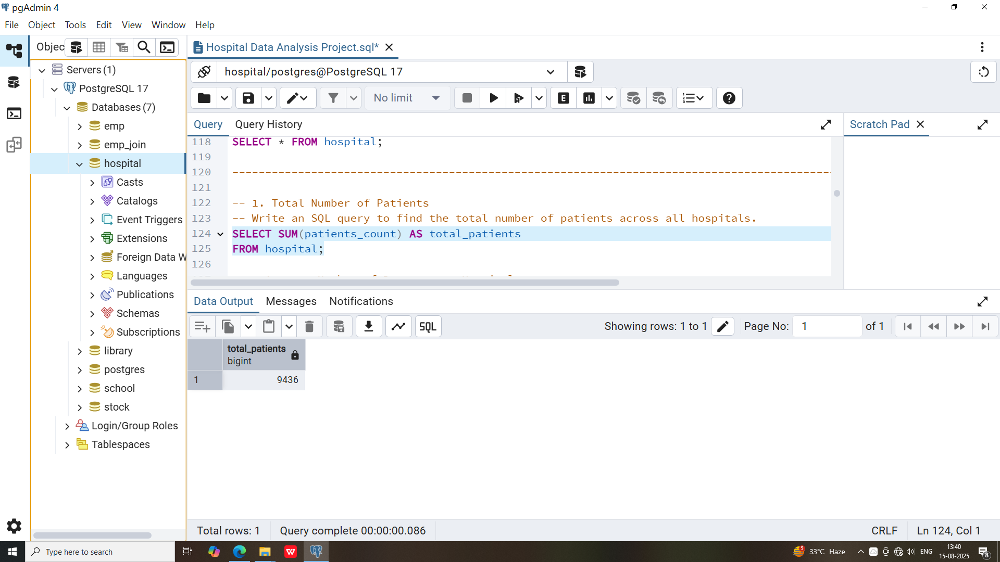 pgAdmin 4
File Object Tools Edit View Window Help
Objec
Hospital Data Analysis Project.sql*
Servers (1)
PostgreSQL 17
Databases (7)
emp
emp_join
hospital
Casts
Catalogs
Event Triggers
Extensions
Foreign Data W
Languages
Publications
Schemas
Subscriptions
library
postgres
school
stock
Login/Group Roles
Tablespaces
hospital/postgres@PostgreSQL 17
No limit
E
Query Query History
Scratch Pad
118 SELECT * FROM hospital;
119
120 --------------------------------------------------------------------------------------------
121
122 -- 1. Total Number of Patients
123 -- Write an SQL query to find the total number of patients across all hospitals.
124 SELECT SUM(patients_count) AS total_patients
125 FROM hospital;
126
Data Output Messages Notifications
SQL
Showing rows: 1 to 1
Page No: 1 of 1
total_patients
bigint
1 9436
Total rows: 1
Query complete 00:00:00.086
CRLF
Ln 124, Col 1
Type here to search
W
5
33°C Haze
ENG
13:40
15-08-2025
8